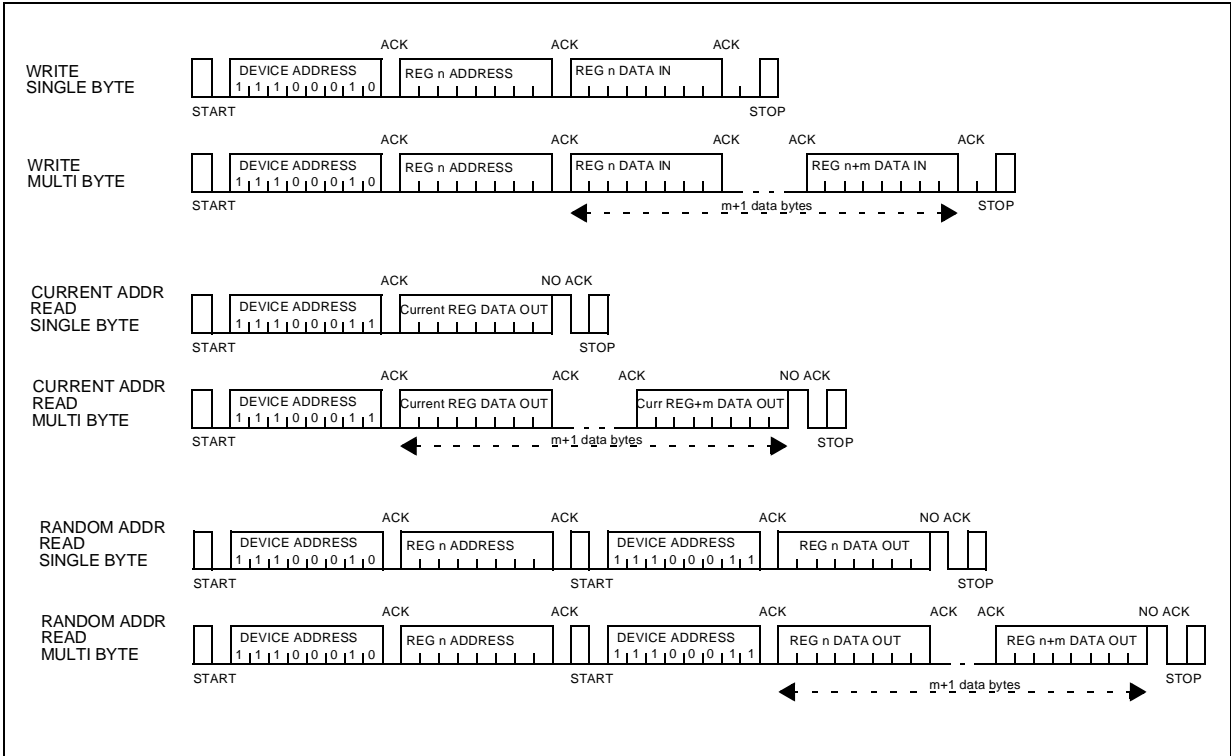 ACK ACK ACK
WRITE
SINGLE BYTE
DEVICE ADDRESS REG n ADDRESS REG n DATA IN
1 1 1 0 0 0 1 0
START STOP
ACK ACK ACK ACK ACK
WRITE
MULTI BYTE
DEVICE ADDRESS REG n ADDRESS REG n DATA IN REG n+m DATA IN
1 1 1 0 0 0 1 0
START m+1 data bytes STOP
ACK NO ACK
CURRENT ADDR
READ
SINGLE BYTE
DEVICE ADDRESS Current REG DATA OUT
1 1 1 0 0 0 1 1
START STOP
ACK ACK ACK NO ACK
CURRENT ADDR
READ
MULTI BYTE
DEVICE ADDRESS Current REG DATA OUT Curr REG+m DATA OUT
1 1 1 0 0 0 1 1
START m+1 data bytes STOP
ACK ACK ACK NO ACK
RANDOM ADDR
READ
SINGLE BYTE
DEVICE ADDRESS REG n ADDRESS DEVICE ADDRESS REG n DATA OUT
1 1 1 0 0 0 1 0 1 1 1 0 0 0 1 1
START START STOP
ACK ACK ACK ACK ACK NO ACK
RANDOM ADDR
READ
MULTI BYTE
DEVICE ADDRESS REG n ADDRESS DEVICE ADDRESS REG n DATA OUT REG n+m DATA OUT
1 1 1 0 0 0 1 0 1 1 1 0 0 0 1 1
START START m+1 data bytes STOP